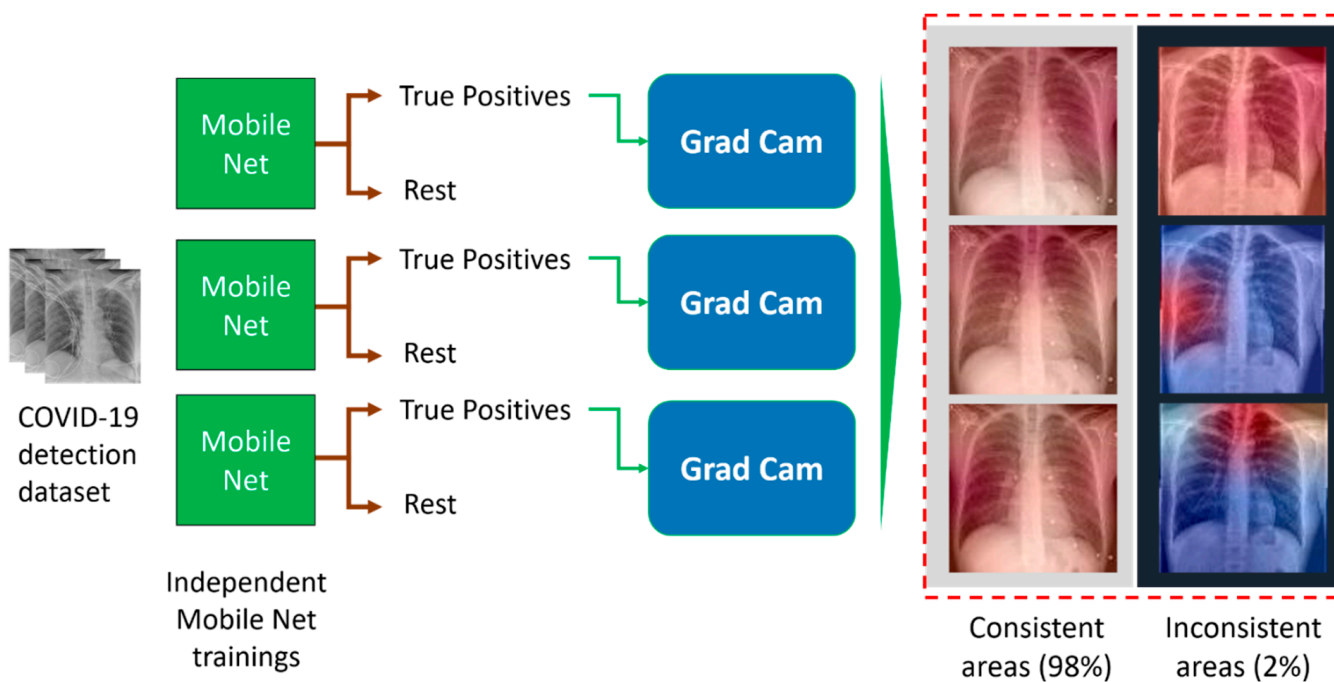 Mobile
Net
True Positives
Rest
Grad Cam
Mobile
Net
True Positives
Rest
Grad Cam
Mobile
Net
True Positives
Rest
Grad Cam
COVID-19
detection
dataset
Independent
Mobile Net
trainings
Consistent
areas (98%)
Inconsistent
areas (2%)